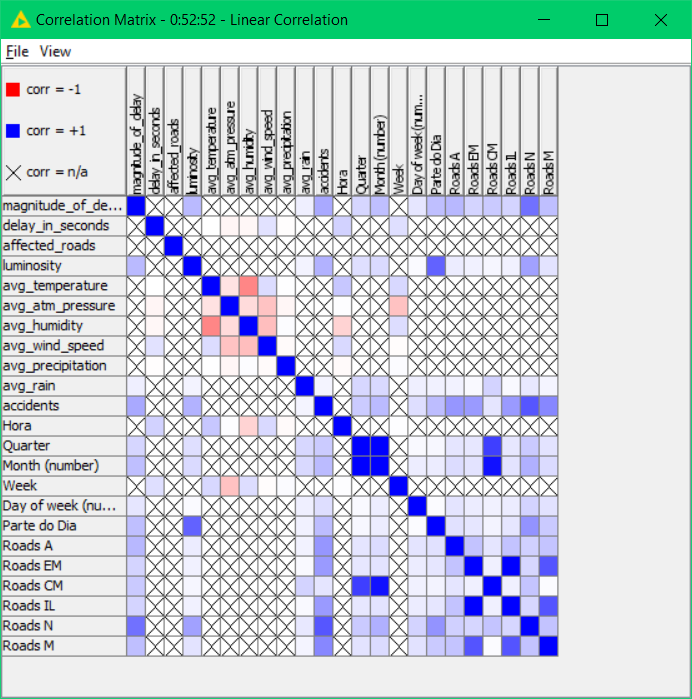 Correlation Matrix - 0:52:52 - Linear Correlation
File View
corr = -1
corr = +1
corr = n/a
magnitude_of_delay
delay_in_seconds
affected_roads
luminosity
avg_temperature
avg_atm_pressure
avg_humidity
avg_wind_speed
avg_precipitation
avg_rain
accidents
Hora
Quarter
Month (number)
Week
Day of week (num...
Parte do Dia
Roads A
Roads EM
Roads CM
Roads IL
Roads N
Roads M
magnitude_of_de...
delay_in_seconds
affected_roads
luminosity
avg_temperature
avg_atm_pressure
avg_humidity
avg_wind_speed
avg_precipitation
avg_rain
accidents
Hora
Quarter
Month (number)
Week
Day of week (nu...
Parte do Dia
Roads A
Roads EM
Roads CM
Roads IL
Roads N
Roads M